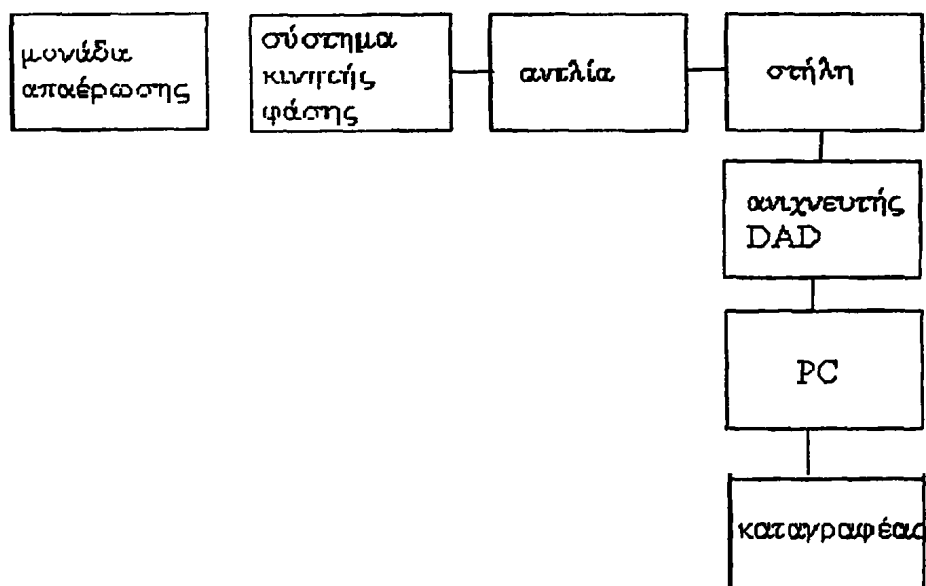 μονάδα
απαέρωσης
σύστημα
κινητής
φάσης
αντλία
στήλη
ανιχνευτής
DAD
PC
καταγραφέας